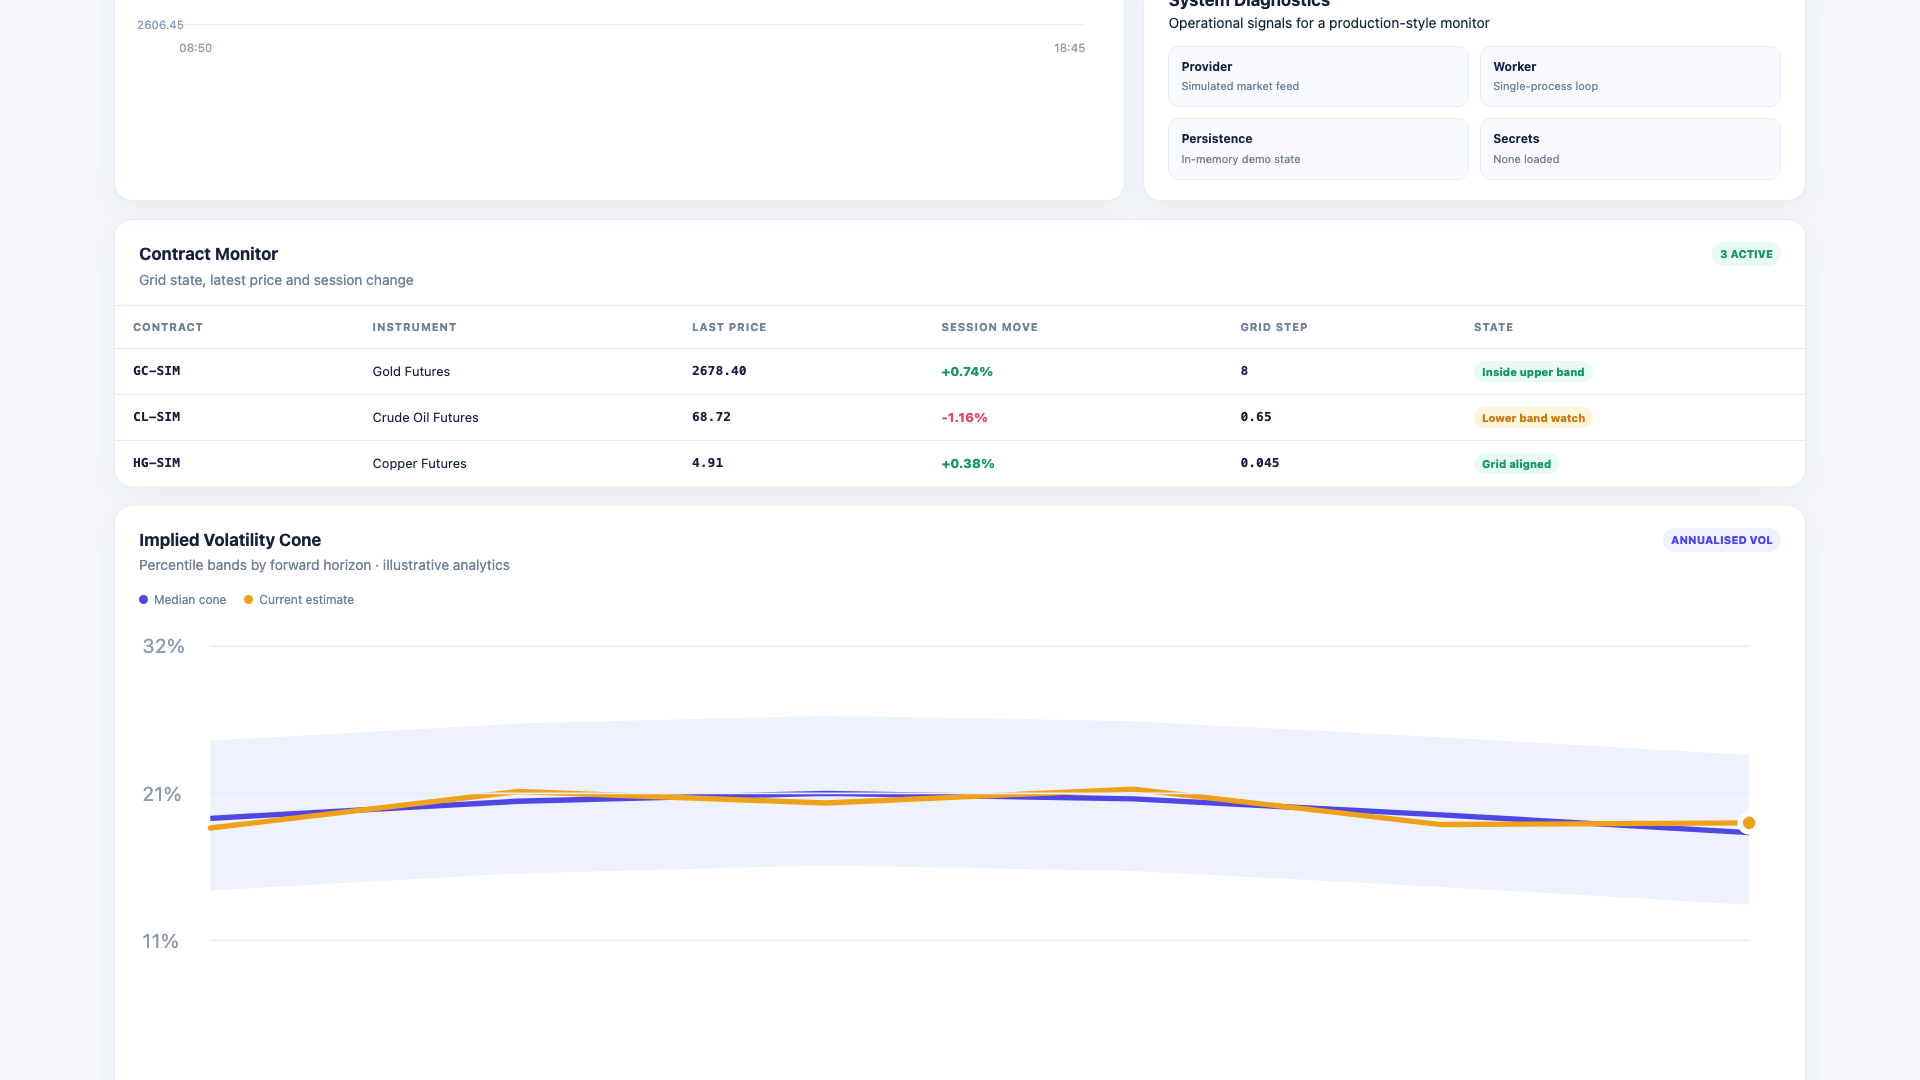 2606.45
08:50
18:45
System Diagnostics
Operational signals for a production-style monitor
Provider
Simulated market feed
Worker
Single-process loop
Persistence
In-memory demo state
Secrets
None loaded
Contract Monitor
Grid state, latest price and session change
3 ACTIVE
CONTRACT INSTRUMENT LAST PRICE SESSION MOVE GRID STEP STATE
GC-SIM Gold Futures 2678.40 +0.74% 8 Inside upper band
CL-SIM Crude Oil Futures 68.72 -1.16% 0.65 Lower band watch
HG-SIM Copper Futures 4.91 +0.38% 0.045 Grid aligned
Implied Volatility Cone
Percentile bands by forward horizon · illustrative analytics
ANNUALISED VOL
Median cone Current estimate
32%
21%
11%